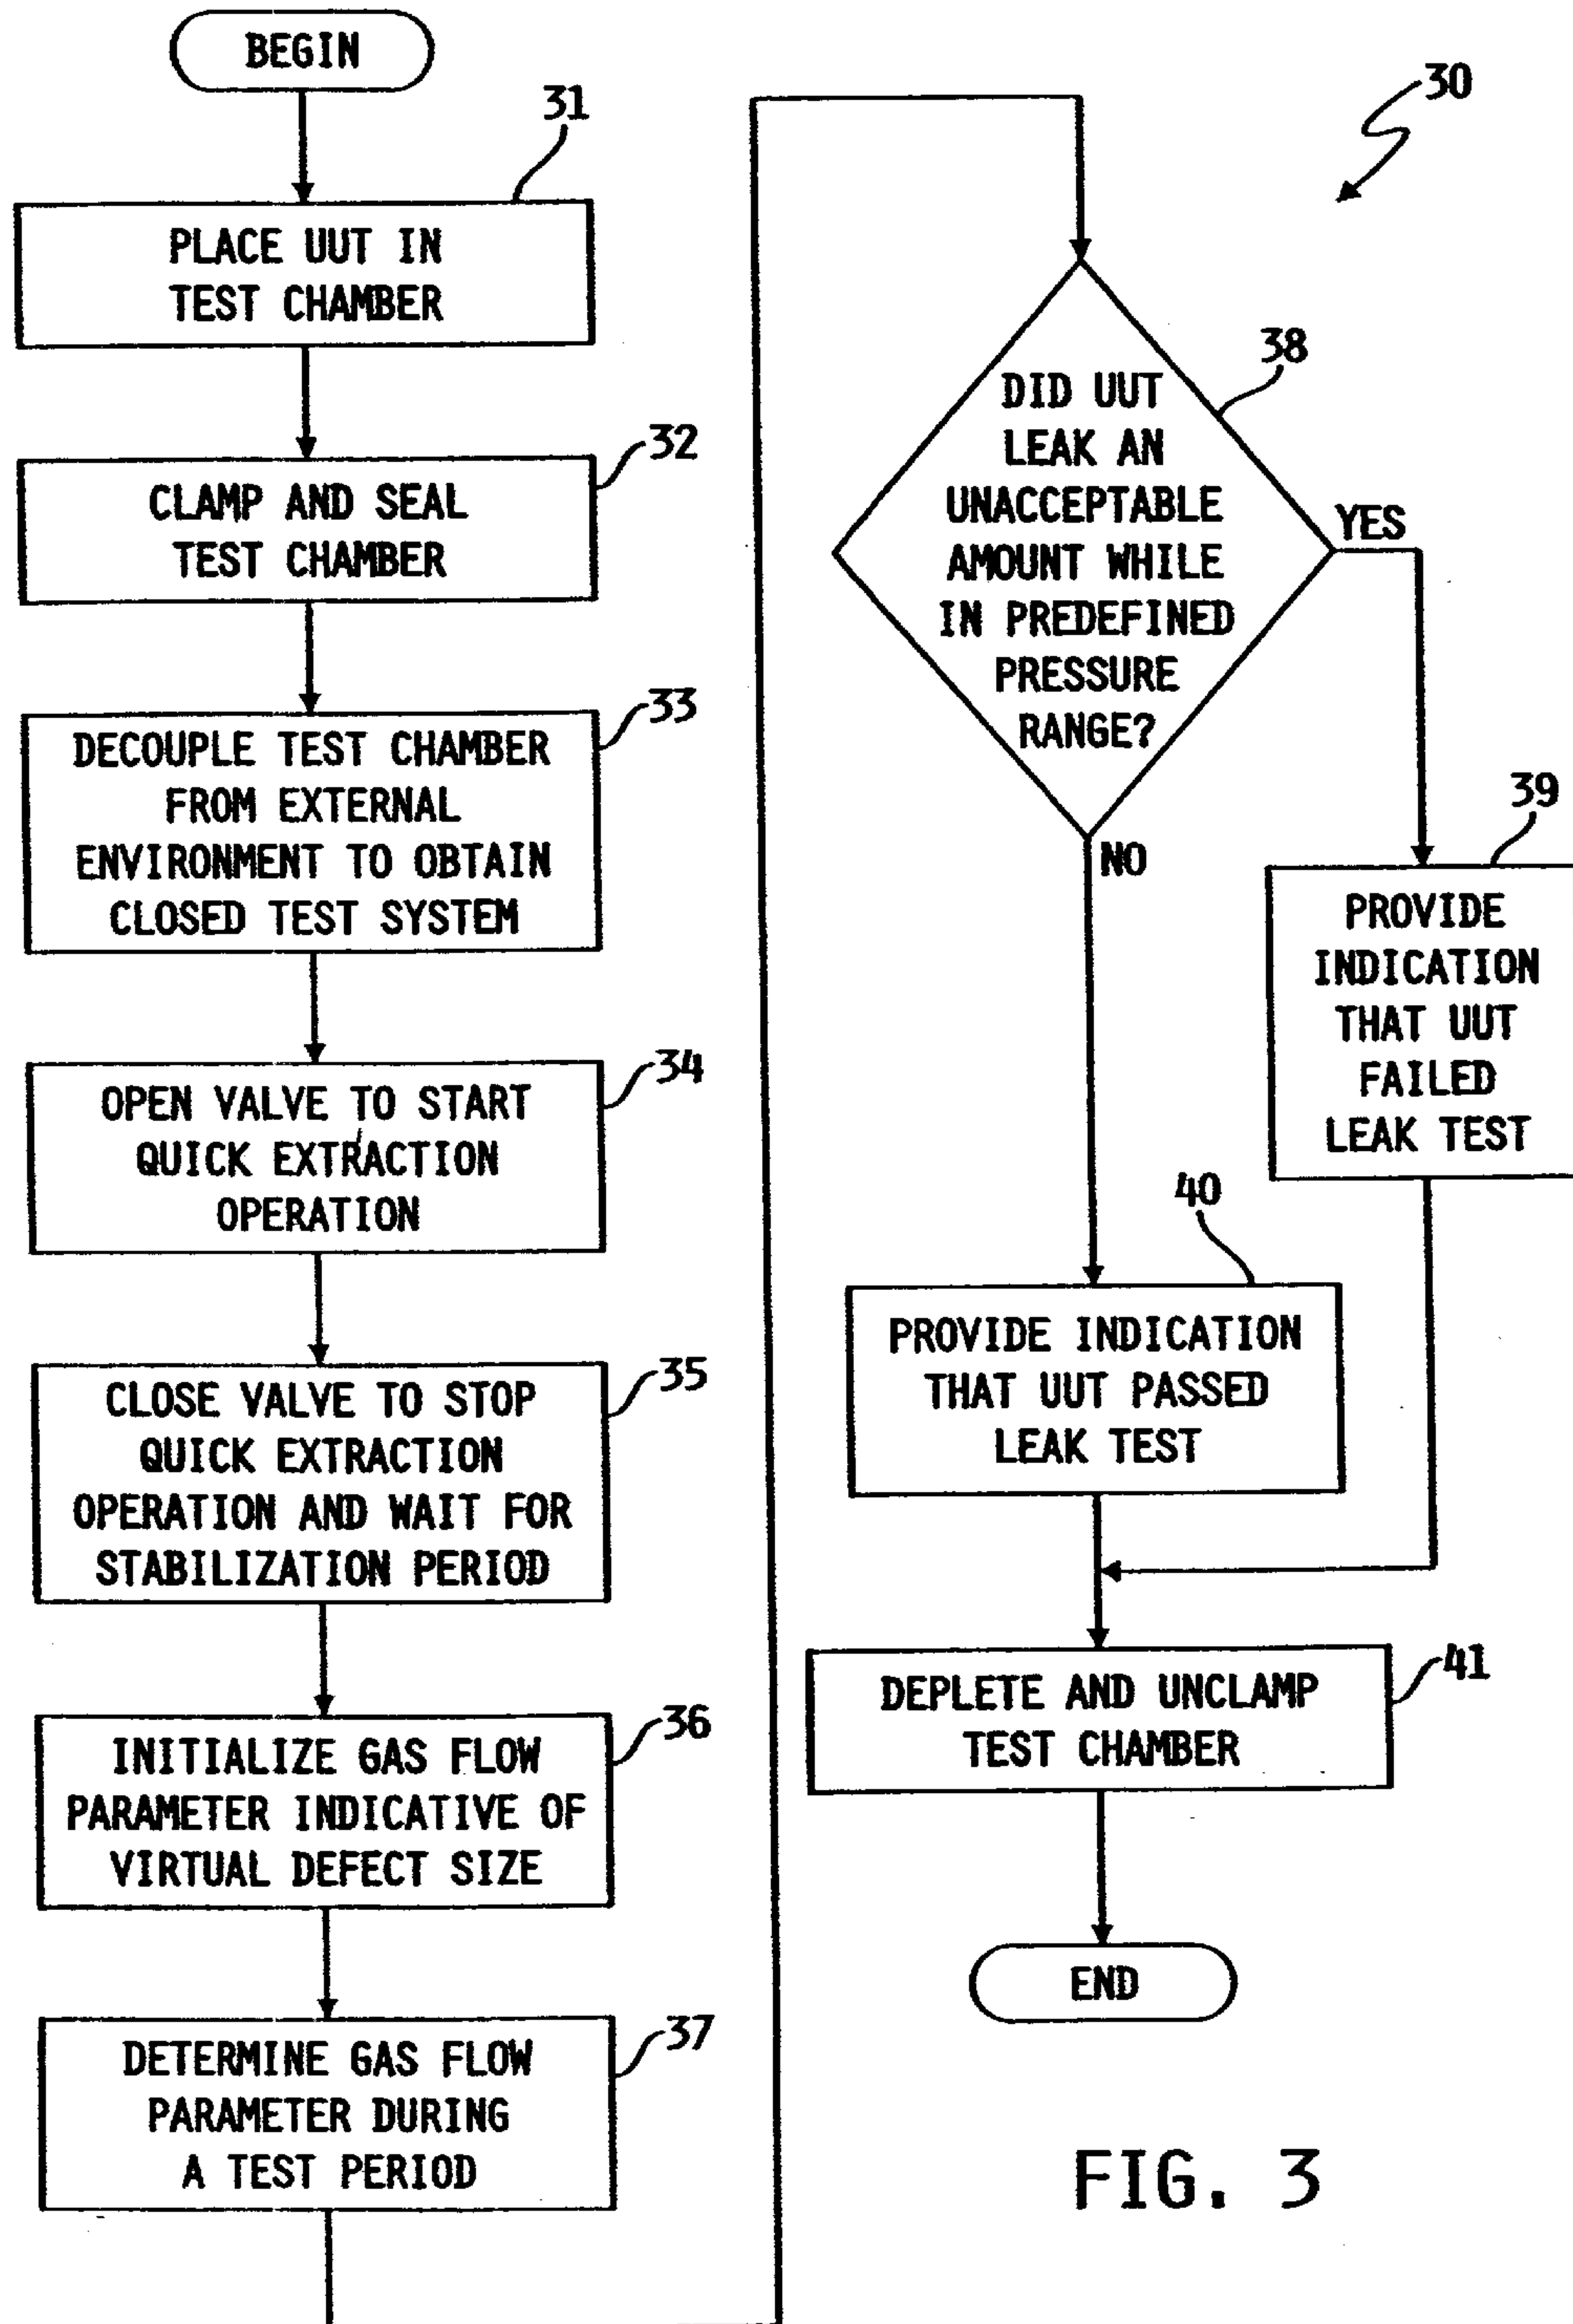 BEGIN
31
PLACE UUT IN
TEST CHAMBER
32
CLAMP AND SEAL
TEST CHAMBER
33
DECOUPLE TEST CHAMBER
FROM EXTERNAL
ENVIRONMENT TO OBTAIN
CLOSED TEST SYSTEM
34
OPEN VALVE TO START
QUICK EXTRACTION
OPERATION
35
CLOSE VALVE TO STOP
QUICK EXTRACTION
OPERATION AND WAIT FOR
STABILIZATION PERIOD
36
INITIALIZE GAS FLOW
PARAMETER INDICATIVE OF
VIRTUAL DEFECT SIZE
37
DETERMINE GAS FLOW
PARAMETER DURING
A TEST PERIOD
30
38
DID UUT
LEAK AN
UNACCEPTABLE
AMOUNT WHILE
IN PREDEFINED
PRESSURE
RANGE?
YES
NO
39
PROVIDE
INDICATION
THAT UUT
FAILED
LEAK TEST
40
PROVIDE INDICATION
THAT UUT PASSED
LEAK TEST
41
DEPLETE AND UNCLAMP
TEST CHAMBER
END
FIG. 3